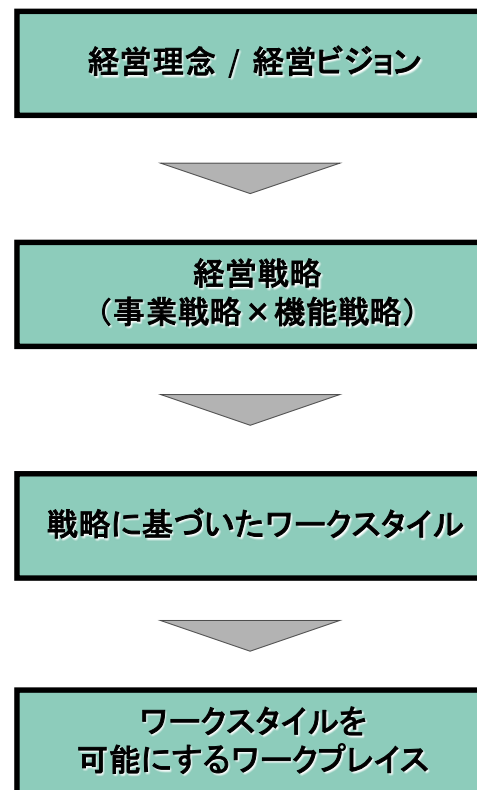 経営理念 / 経営ビジョン
経営戦略
（事業戦略×機能戦略）
戦略に基づいたワークスタイル
ワークスタイルを
可能にするワークプレイス